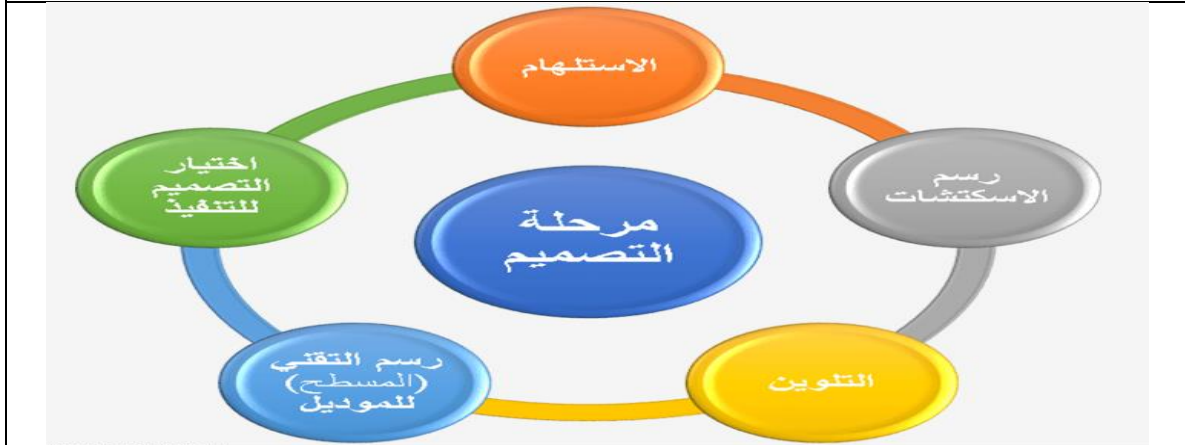 الاستلهام
رسم
الاسكتشات
التلوين
رسم التقني
(المسطح)
للموديل
اختيار
التصميم
للتنفيذ
مرحلة
التصميم